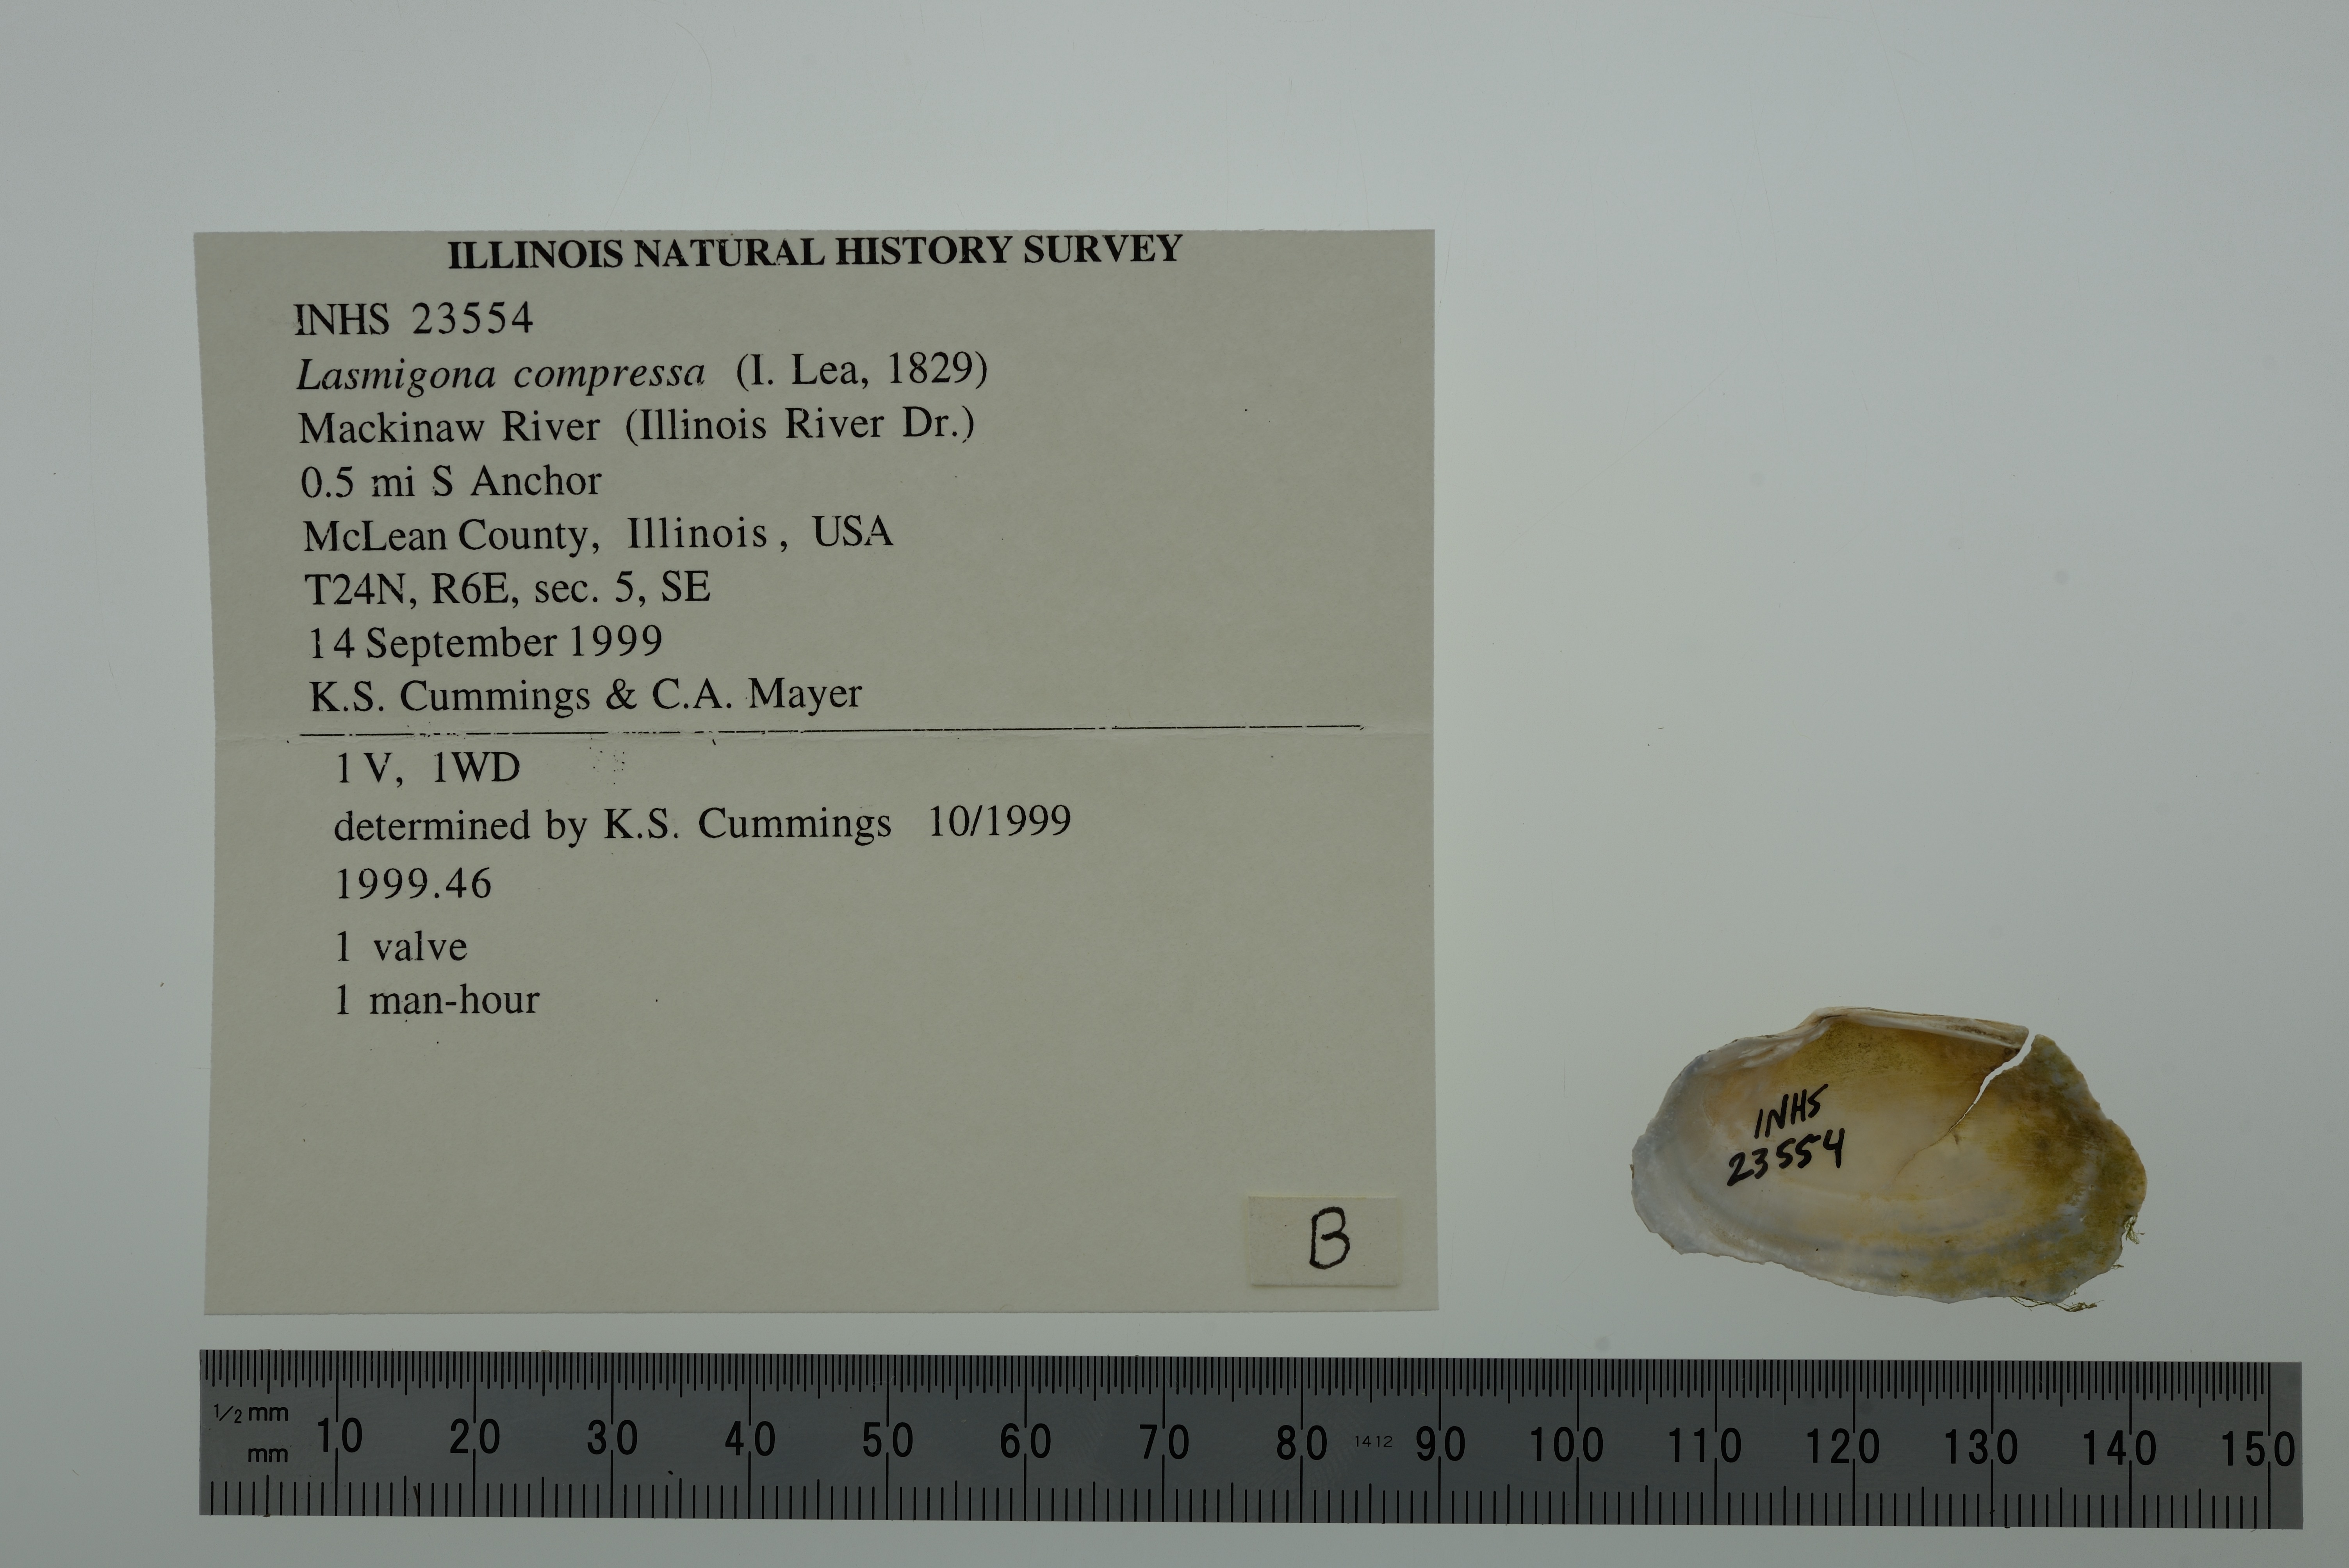 ILLINOIS NATURAL HISTORY SURVEY
INHS 23554
Lasmigona compressa (I. Lea, 1829)
Mackinaw River (Illinois River Dr.)
0.5 mi S Anchor
McLean County, Illinois, USA
T24N, R6E, sec. 5, SE
14 September 1999
K.S. Cummings & C.A. Mayer
1 V, 1WD
determined by K.S. Cummings 10/1999
1999.46
1 valve
1 man-hour
B
INHS
23554
1/2 mm
mm 10 20 30 40 50 60 70 80 1412 90 100 110 120 130 140 150